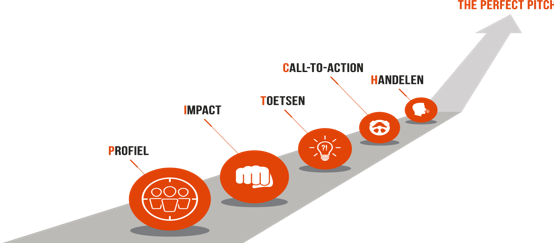 THE PERFECT PITCH
CALL-TO-ACTION
HANDELEN
TOETSEN
IMPACT
PROFIEL
?!